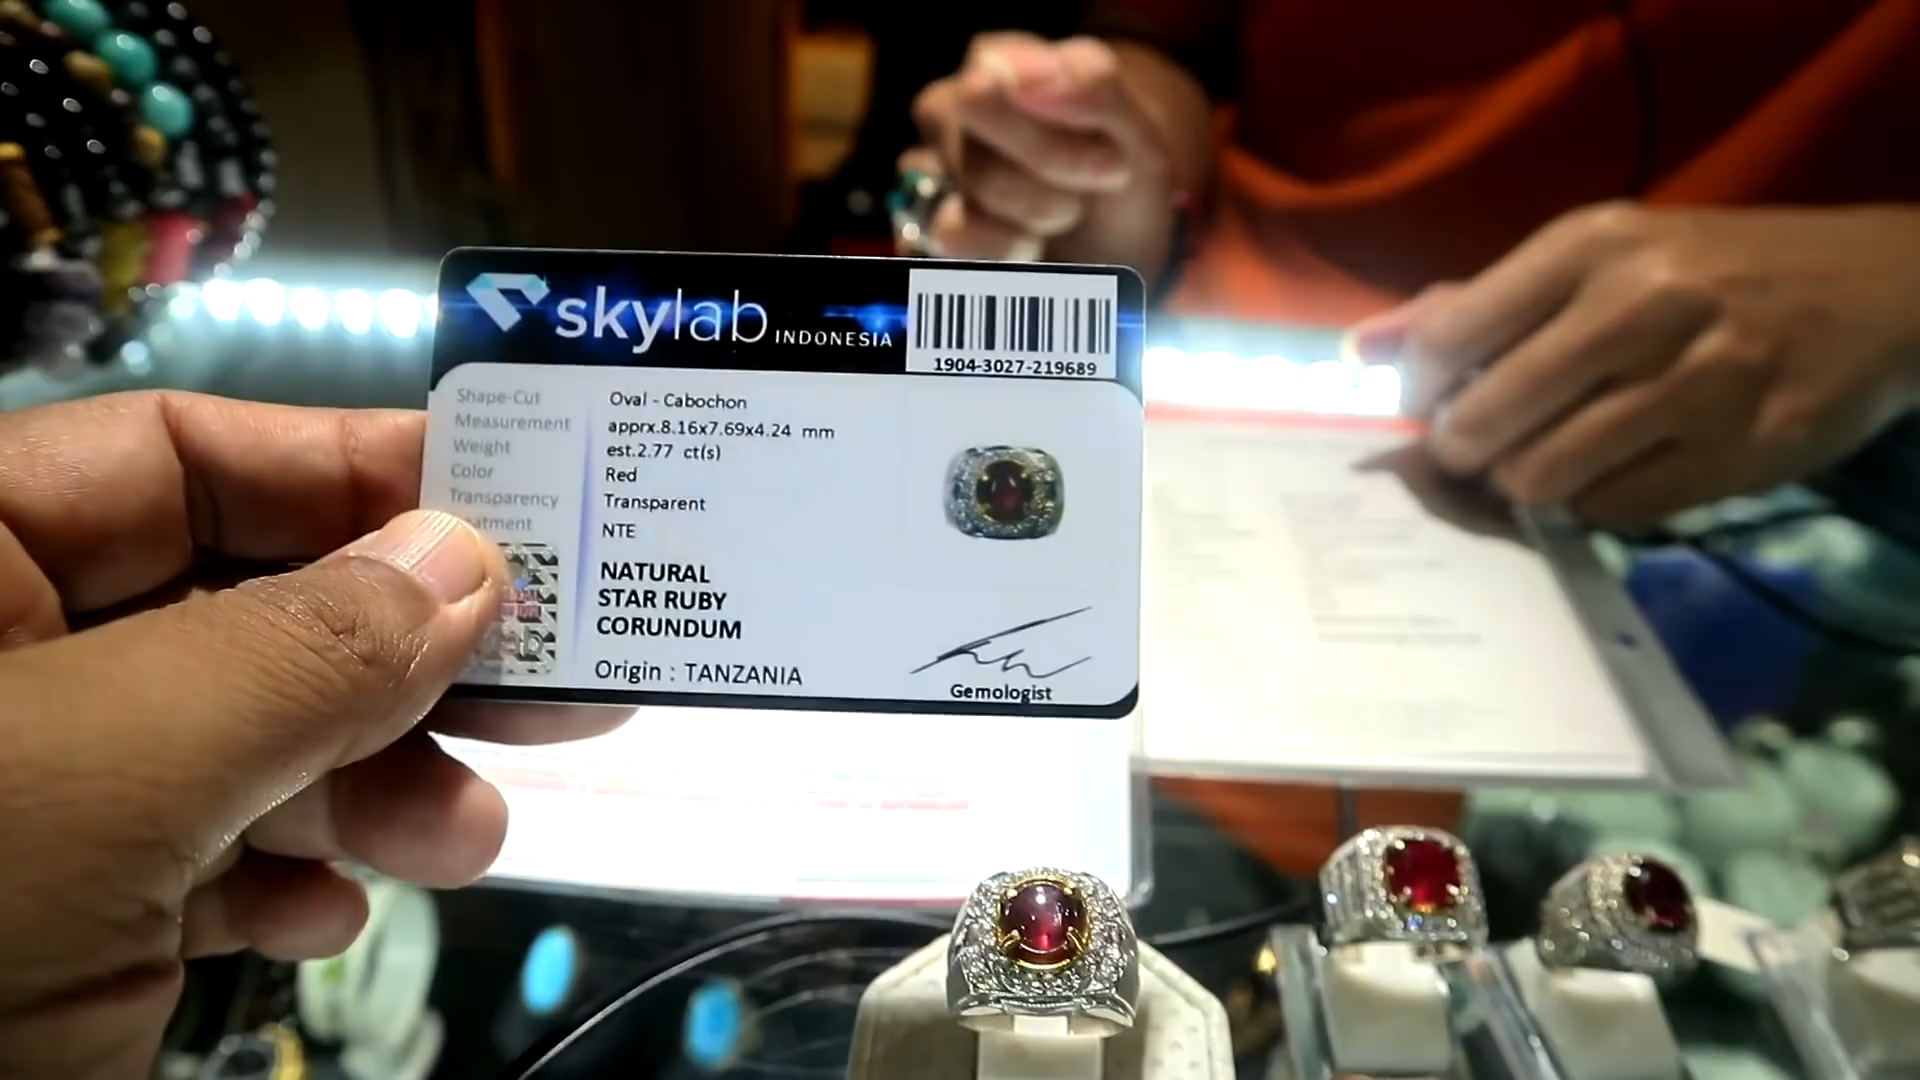 skylab INDONESIA
1904-3027-219689
Shape-Cut Oval - Cabochon
Measurement apprx.8.16x7.69x4.24 mm
Weight est.2.77 ct(s)
Color Red
Transparency Transparent
eatment NTE
NATURAL
STAR RUBY
CORUNDUM
Origin : TANZANIA
Gemologist